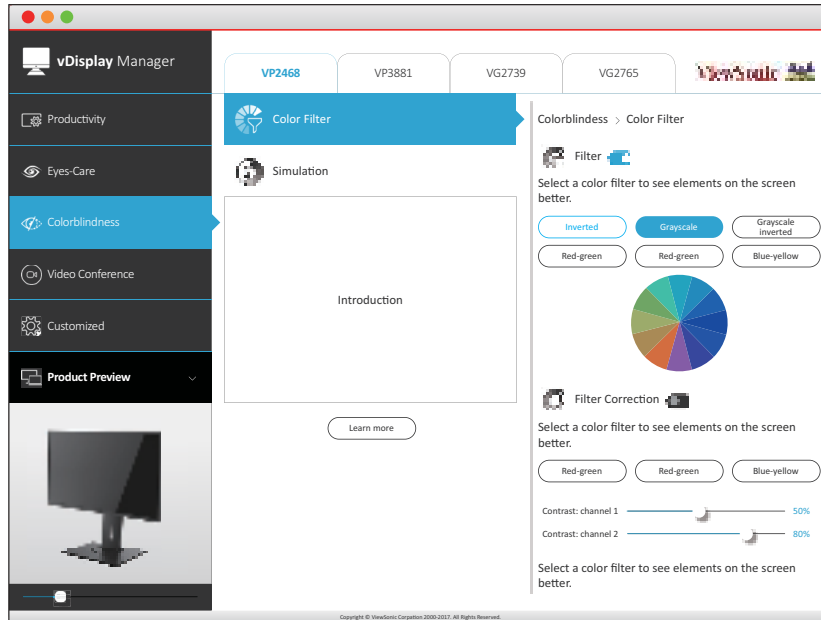 vDisplay Manager
VP2468
VP3881
VG2739
VG2765
ViewSonic
Productivity
Eyes-Care
Colorblindness
Video Conference
Customized
Product Preview
Color Filter
Simulation
Introduction
Learn more
Colorblindess > Color Filter
Filter
Select a color filter to see elements on the screen
better.
Inverted
Grayscale
Grayscale
inverted
Red-green
Red-green
Blue-yellow
Filter Correction
Select a color filter to see elements on the screen
better.
Red-green
Red-green
Blue-yellow
Contrast: channel 1 50%
Contrast: channel 2 80%
Select a color filter to see elements on the screen
better.
Copyright © ViewSonic Corpation 2000-2017. All Rights Reserved.